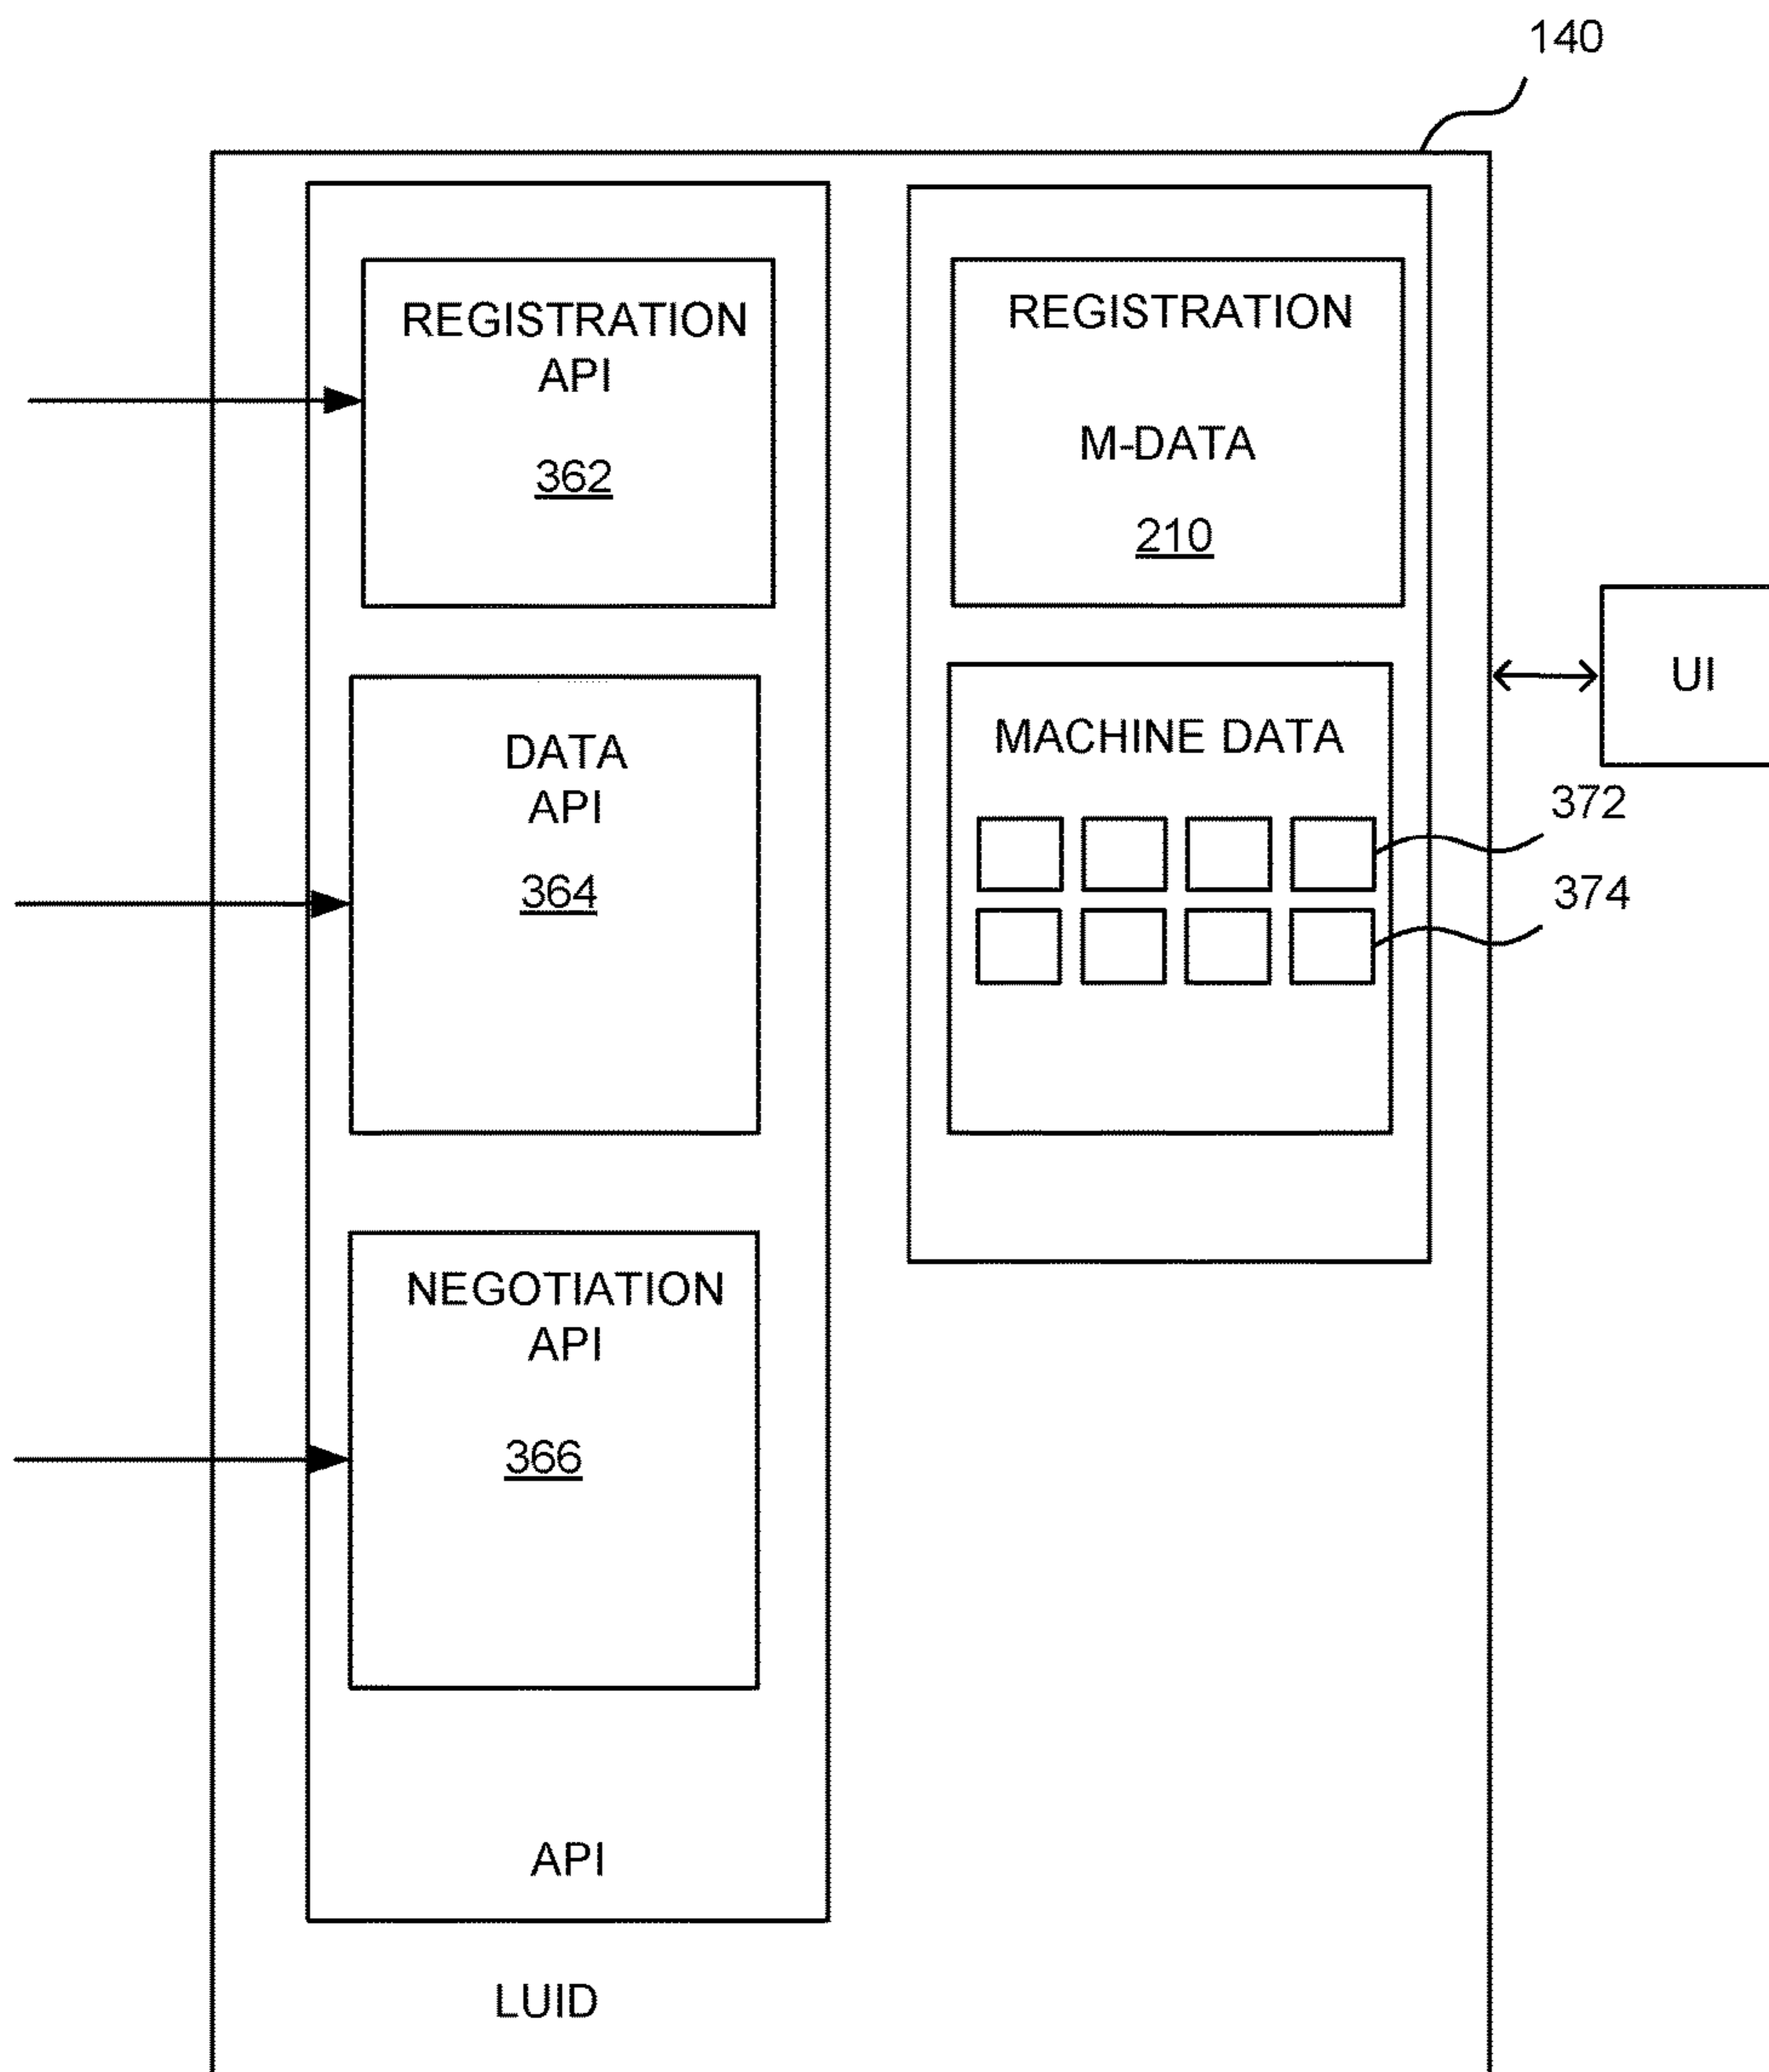 140
REGISTRATION
API
362
REGISTRATION
M-DATA
210
UI
DATA
API
364
MACHINE DATA
372
374
NEGOTIATION
API
366
API
LUID